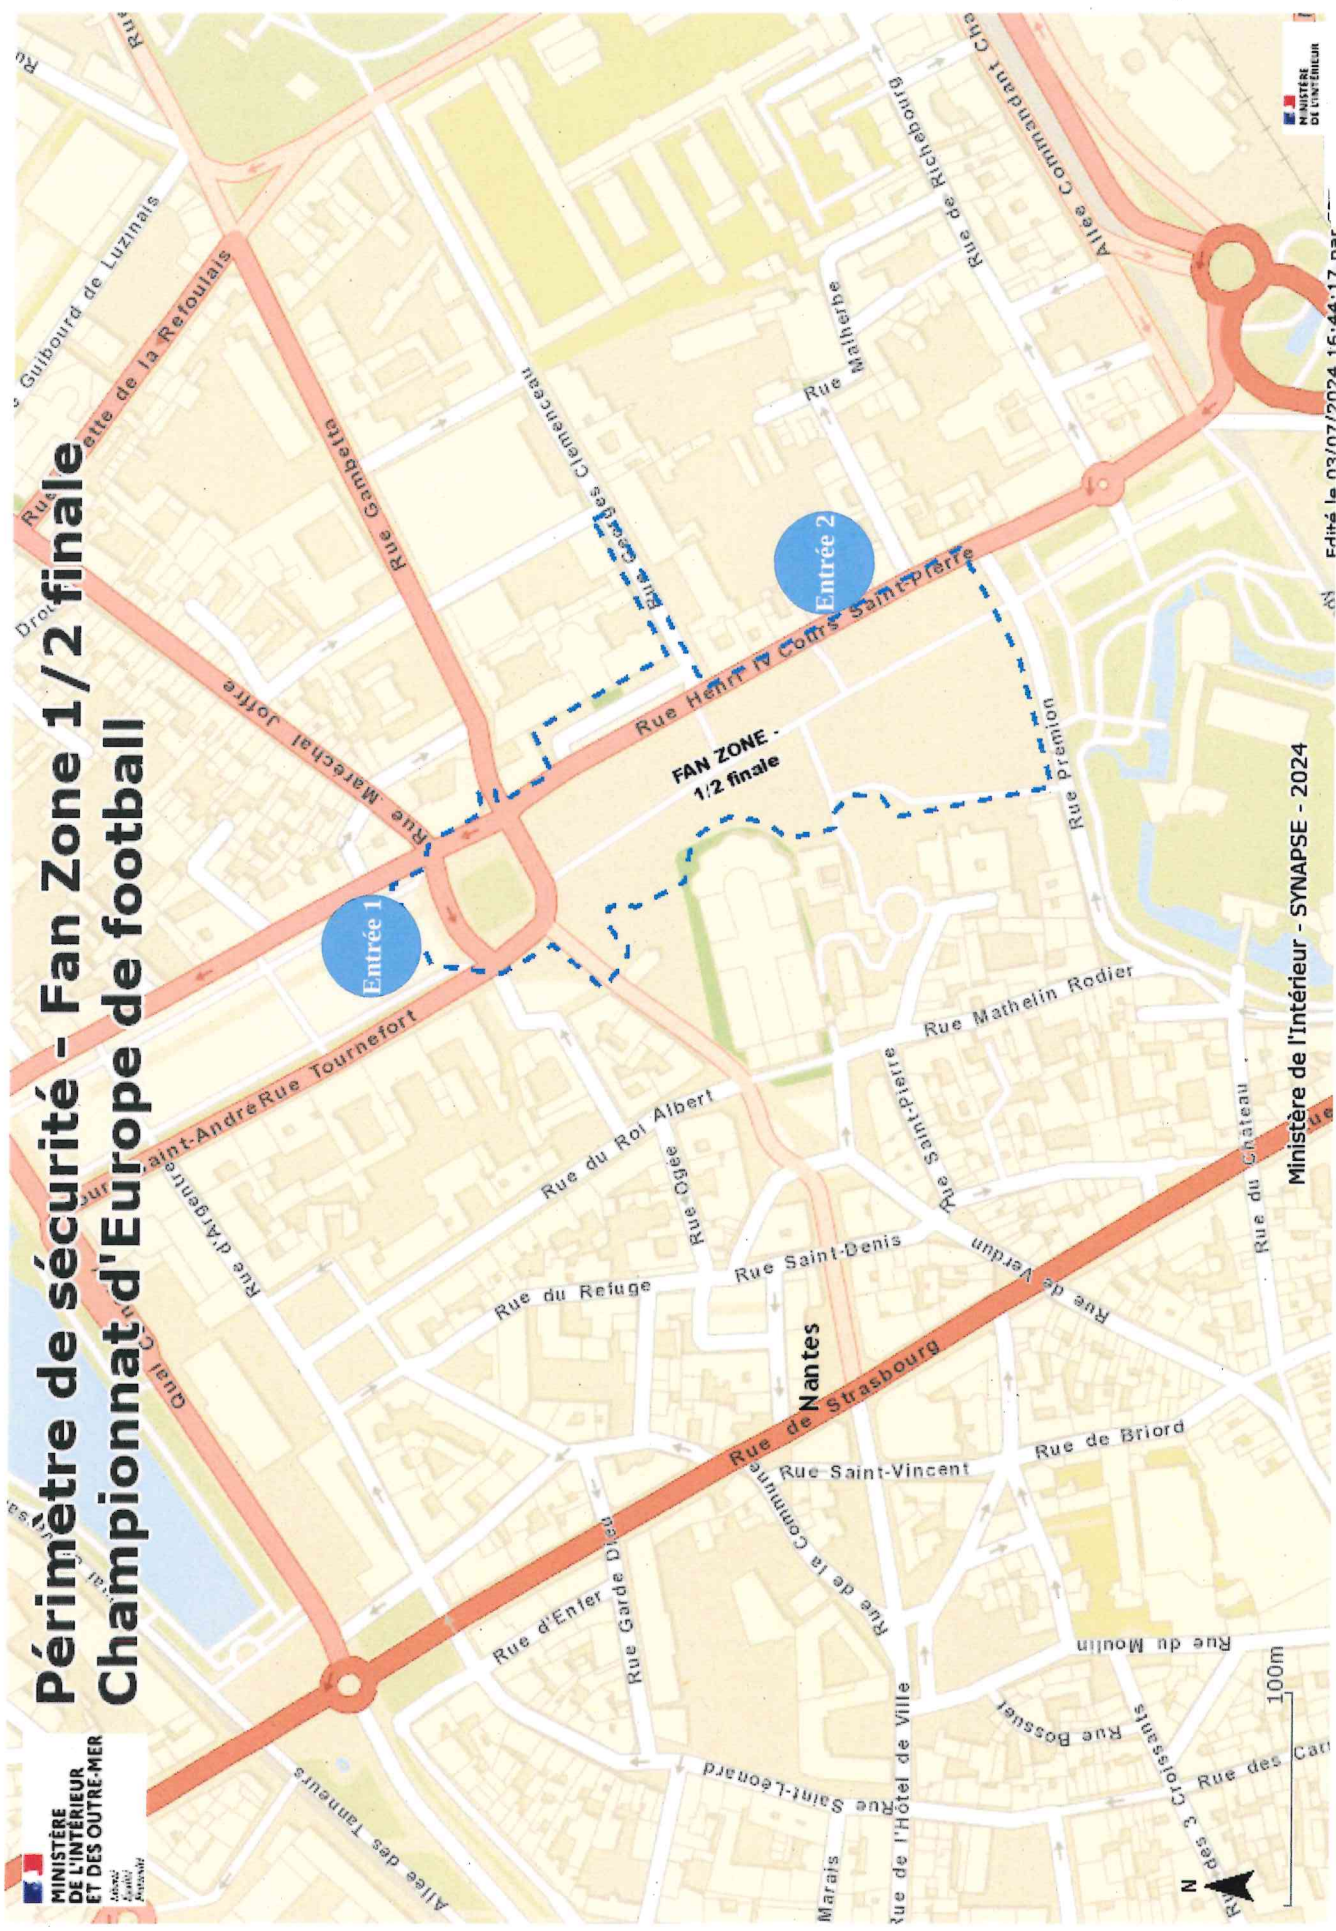 MINISTÈRE
DE L'INTÉRIEUR
ET DES OUTRE-MER
Liberté
Égalité
Fraternité
Périmètre de sécurité - Fan Zone 1/2 finale
Championnat d'Europe de football
Allée des Tanneurs
Rue Saint-Léonard
Marais
Rue de l'Hôtel de Ville
Rue d'Enfer
Rue Garde Dieu
Rue de la Commune
Rue Saint-Vincent
Rue de Briord
Rue Bossuet
Rue du Moulin
Rue des 3 Croissants
Rue des Carm
Rue de Strasbourg
Nantes
Rue du Refuge
Rue Saint-Denis
Rue Ogée
Rue du Roi Albert
Rue d'Argentré
Saint-André
Rue Tournefort
Rue de Verdun
Rue Saint-Pierre
Rue Mathelin Rodier
Rue du Château
Rue Prémion
Entrée 1
FAN ZONE -
1/2 finale
Entrée 2
Rue Henri IV
Cours Saint-Pierre
Rue Maréchal Joffre
Rue Gambetta
Rue Georges Clemenceau
Rue Malherbe
Rue de Richebourg
Allée Commandant Cha
ette de la Refoulais
Guibourd de Luzinais
Rue
Ru
N
100m
Ministère de l'Intérieur - SYNAPSE - 2024
Edité le 03/07/2024 16:44:17 par
MINISTÈRE
DE L'INTÉRIEUR